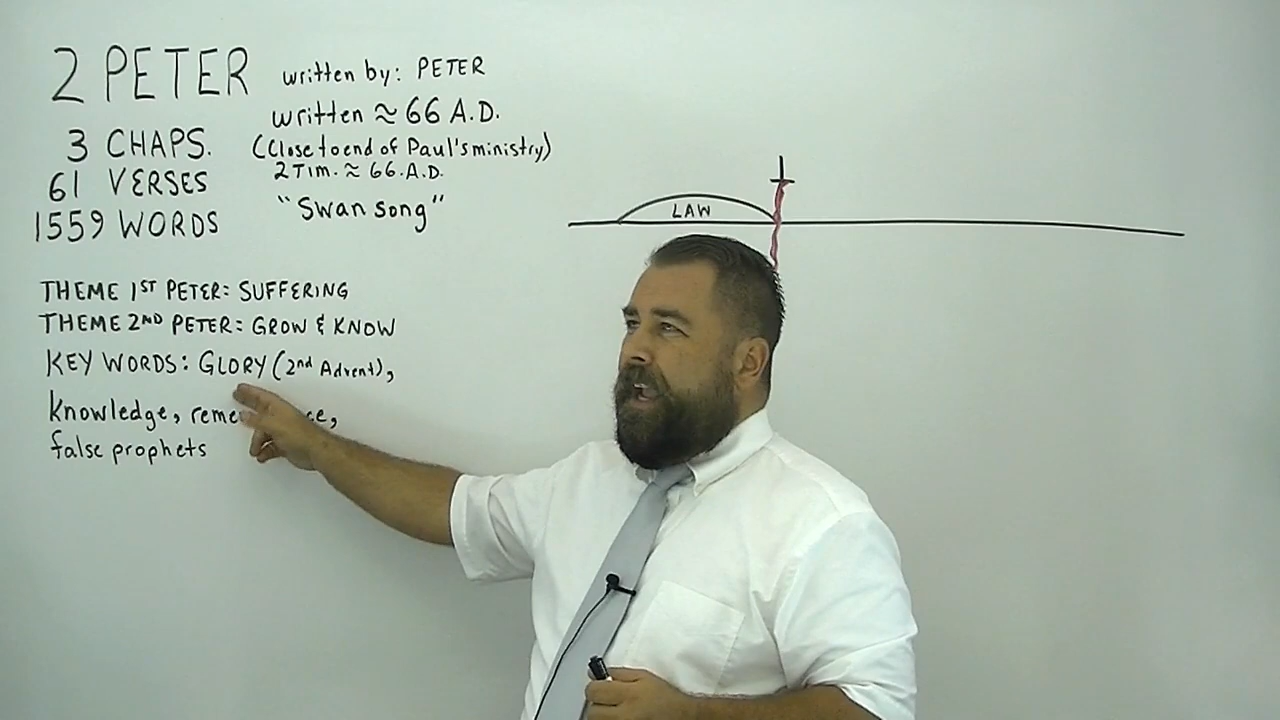 2 PETER
written by: PETER
written ≈ 66 A.D.
3 CHAPS.
(Close to end of Paul's ministry)
61 VERSES
2 TIM. ≈ 66. A.D.
1559 WORDS
"Swan song"
LAW
THEME 1ST PETER: SUFFERING
THEME 2ND PETER: GROW & KNOW
KEY WORDS: GLORY (2nd Advent),
knowledge,
false prophets